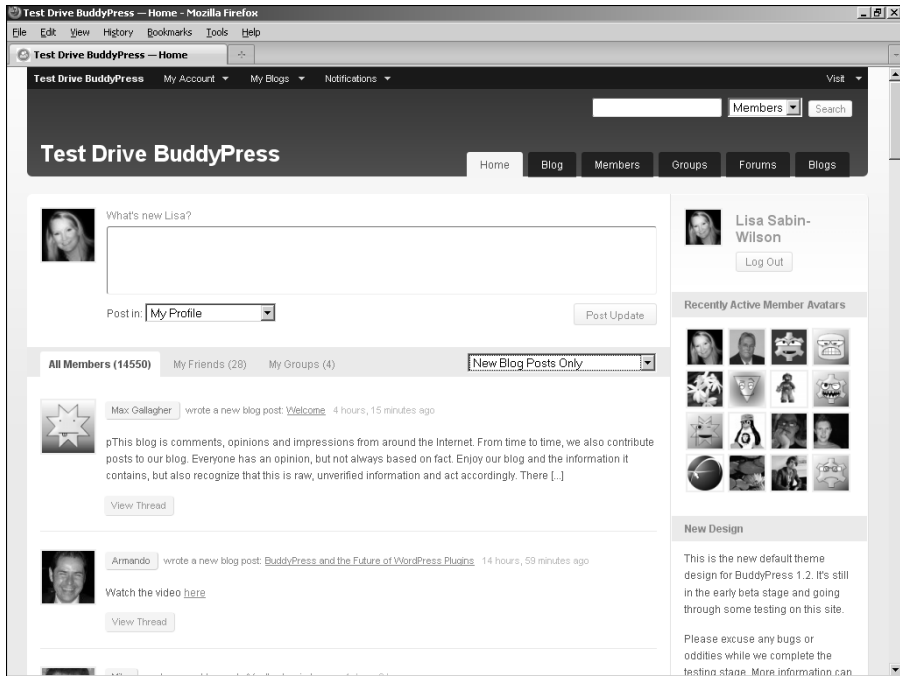 Test Drive BuddyPress — Home - Mozilla Firefox
File Edit View History Bookmarks Tools Help
Test Drive BuddyPress — Home
Test Drive BuddyPress My Account My Blogs Notifications Visit
Members Search
Test Drive BuddyPress
Home Blog Members Groups Forums Blogs
What's new Lisa?
Post in: My Profile Post Update
All Members (14550) My Friends (28) My Groups (4) New Blog Posts Only
Max Gallagher wrote a new blog post: Welcome 4 hours, 15 minutes ago
pThis blog is comments, opinions and impressions from around the Internet. From time to time, we also contribute
posts to our blog. Everyone has an opinion, but not always based on fact. Enjoy our blog and the information it
contains, but also recognize that this is raw, unverified information and act accordingly. There [...]
View Thread
Armando wrote a new blog post: BuddyPress and the Future of WordPress Plugins 14 hours, 59 minutes ago
Watch the video here
View Thread
Lisa Sabin-
Wilson
Log Out
Recently Active Member Avatars
New Design
This is the new default theme
design for BuddyPress 1.2. It's still
in the early beta stage and going
through some testing on this site.
Please excuse any bugs or
oddities while we complete the
testing stage. More information can